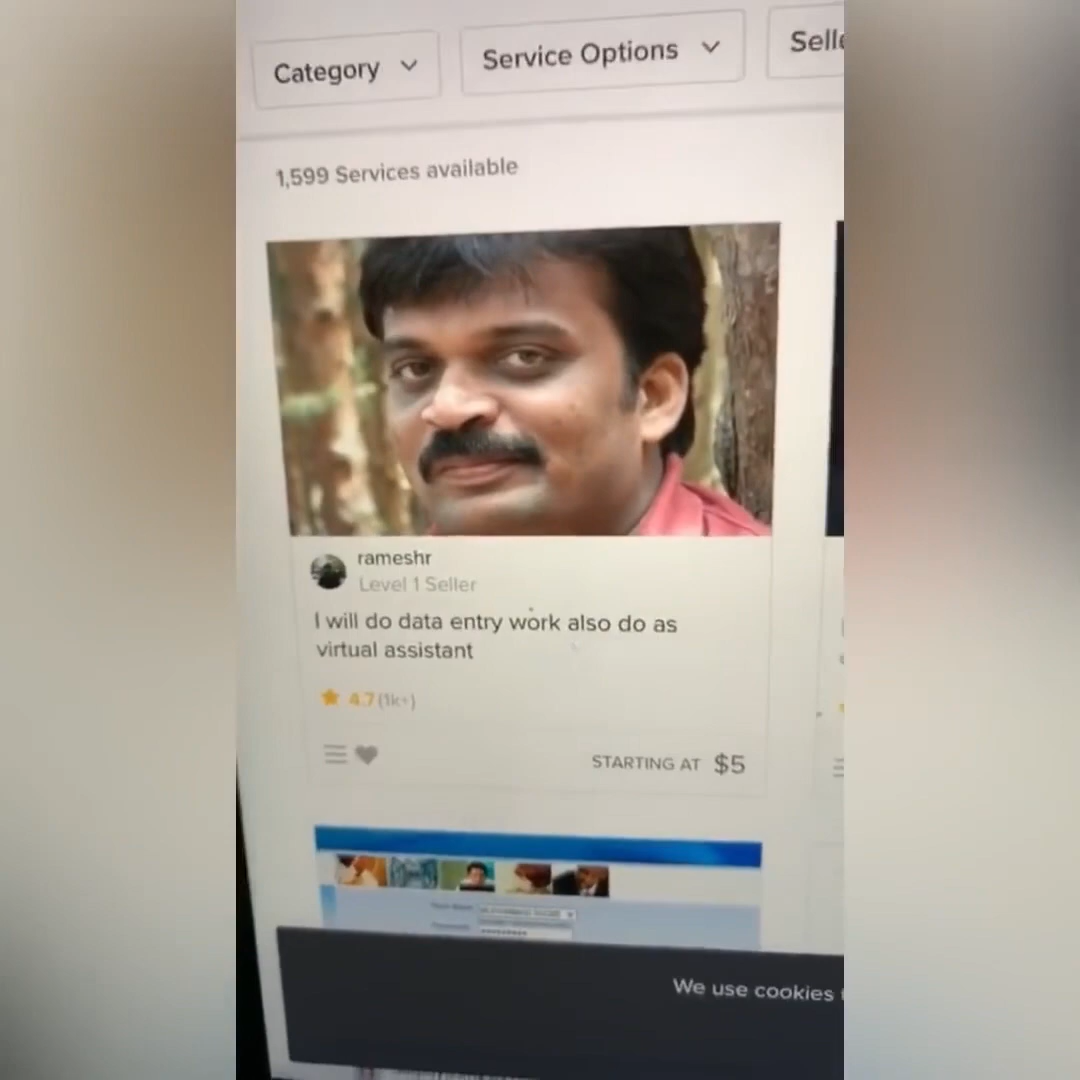 Category
Service Options
Selle
1,599 Services available
rameshr
Level 1 Seller
I will do data entry work also do as
virtual assistant
4.7 (1k+)
STARTING AT $5
We use cookies